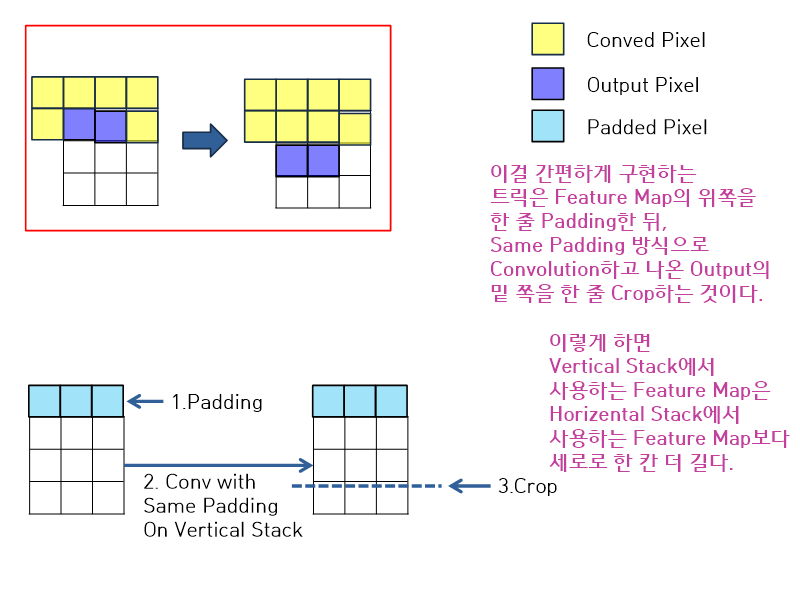 Conved Pixel
Output Pixel
Padded Pixel
이걸 간편하게 구현하는
트릭은 Feature Map의 위쪽을
한 줄 Padding한 뒤,
Same Padding 방식으로
Convolution하고 나온 Output의
밑 쪽을 한 줄 Crop하는 것이다.
이렇게 하면
Vertical Stack에서
사용하는 Feature Map은
Horizental Stack에서
사용하는 Feature Map보다
세로로 한 칸 더 길다.
1.Padding
2. Conv with
Same Padding
On Vertical Stack
3.Crop